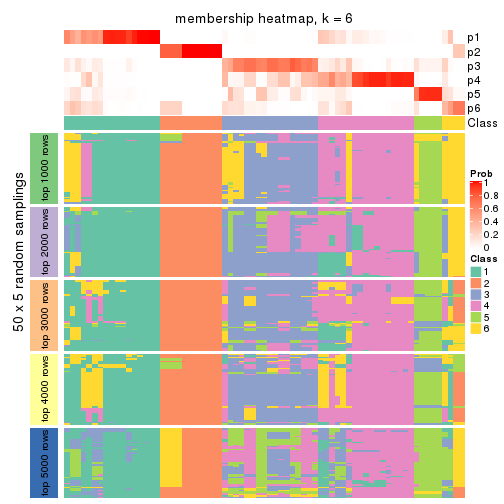 membership heatmap, k = 6
p1
p2
p3
p4
p5
p6
Class
50 x 5 random samplings
top 1000 rows
top 2000 rows
top 3000 rows
top 4000 rows
top 5000 rows
Prob
1
0.8
0.6
0.4
0.2
0
Class
1
2
3
4
5
6